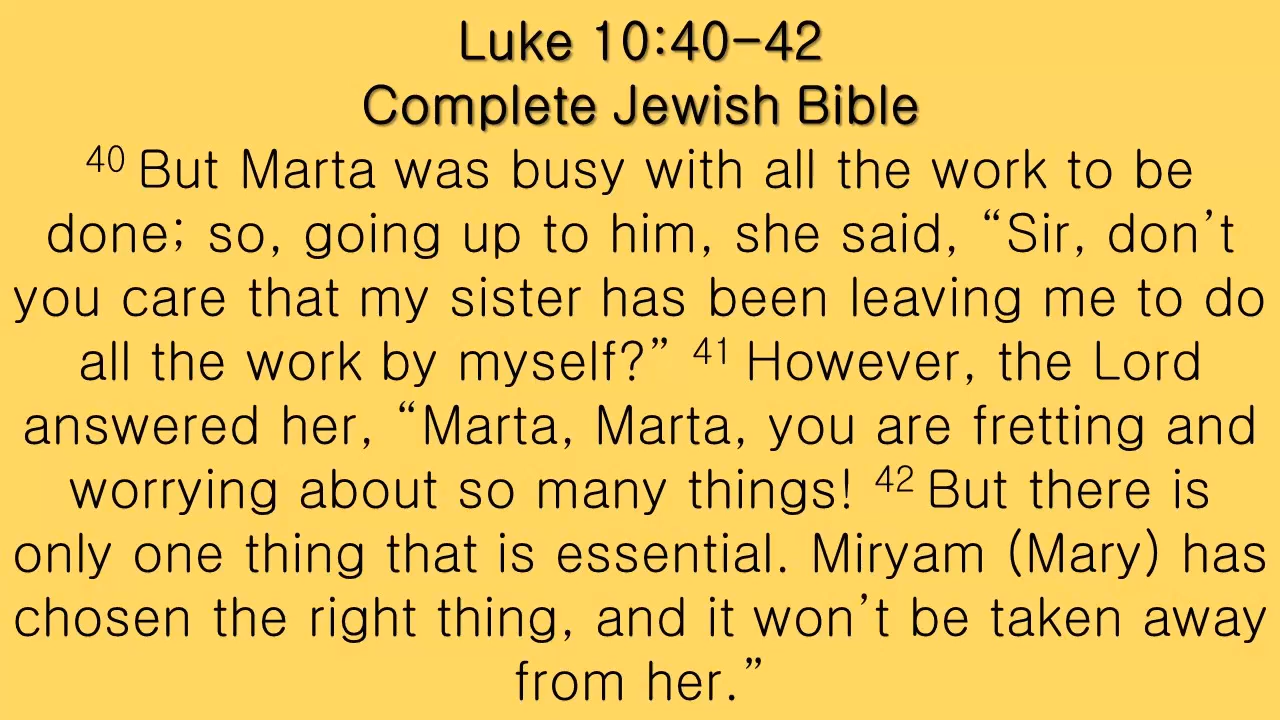 Luke 10:40-42
Complete Jewish Bible
40 But Marta was busy with all the work to be
done; so, going up to him, she said, “Sir, don’t
you care that my sister has been leaving me to do
all the work by myself?” 41 However, the Lord
answered her, “Marta, Marta, you are fretting and
worrying about so many things! 42 But there is
only one thing that is essential. Miryam (Mary) has
chosen the right thing, and it won’t be taken away
from her.”